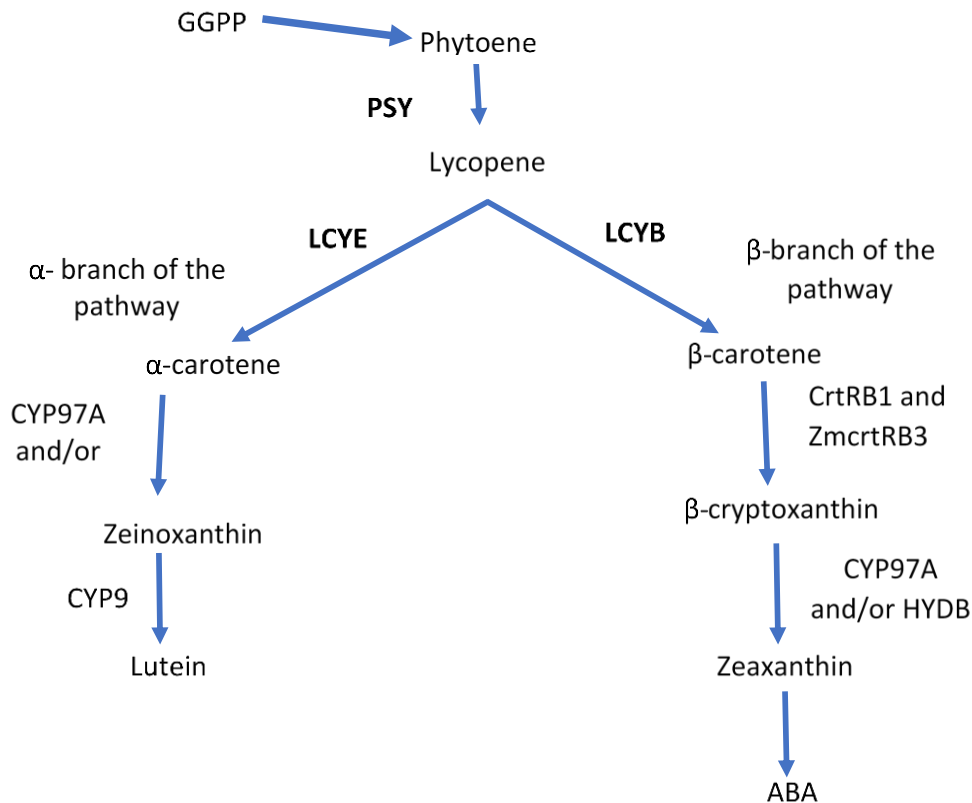 GGPP
Phytoene
PSY
Lycopene
LCYE
LCYB
α- branch of the
pathway
β-branch of the
pathway
α-carotene
β-carotene
CYP97A
and/or
CrtRB1 and
ZmcrtRB3
Zeinoxanthin
β-cryptoxanthin
CYP9
CYP97A
and/or HYDB
Lutein
Zeaxanthin
ABA